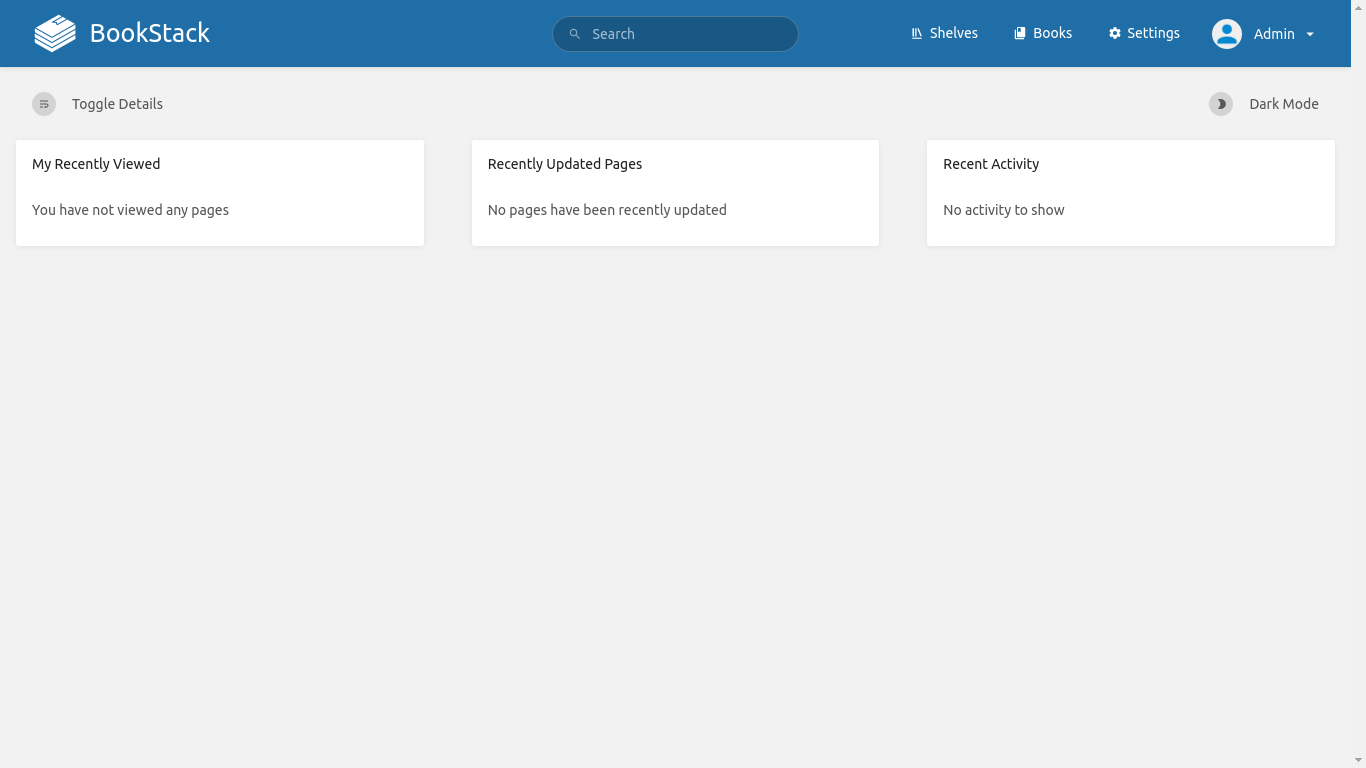 BookStack
Search
Shelves
Books
Settings
Admin
Toggle Details
Dark Mode
My Recently Viewed
You have not viewed any pages
Recently Updated Pages
No pages have been recently updated
Recent Activity
No activity to show